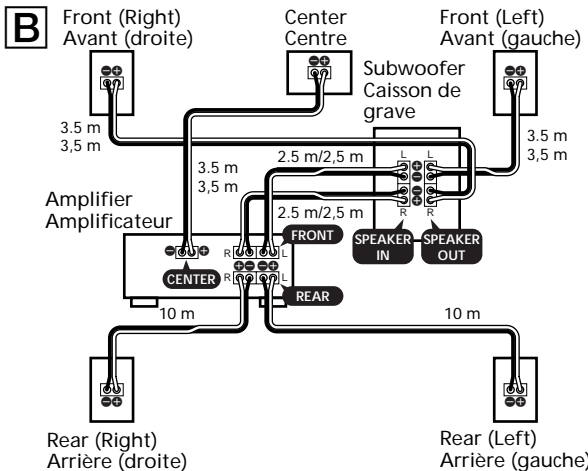 B
Front (Right)
Avant (droite)
Center
Centre
Front (Left)
Avant (gauche)
Subwoofer
Caisson de
grave
3.5 m
3,5 m
3.5 m
3,5 m
3.5 m
3,5 m
2.5 m/2,5 m
2.5 m/2,5 m
L L
R R
SPEAKER
IN
SPEAKER
OUT
Amplifier
Amplificateur
CENTER
R L
FRONT
R L
REAR
10 m
10 m
Rear (Right)
Arrière (droite)
Rear (Left)
Arrière (gauche)